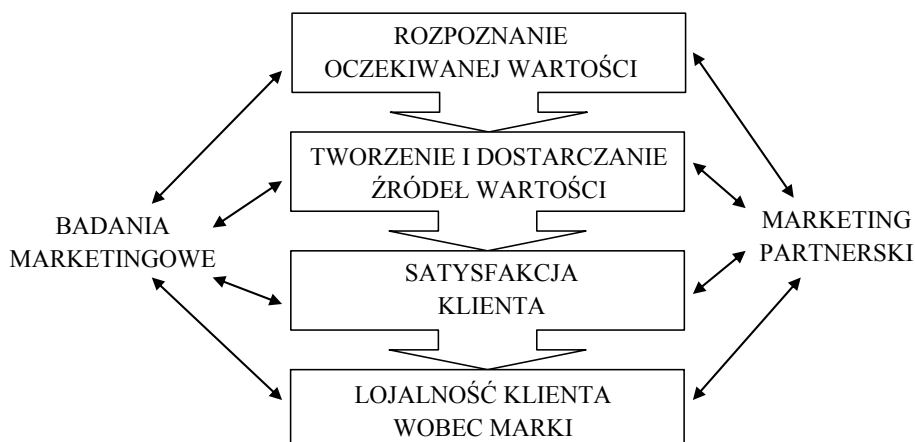 ROZPOZNANIE
OCZEKIWANEJ WARTOŚCI
TWORZENIE I DOSTARCZANIE
ŹRÓDEŁ WARTOŚCI
BADANIA
MARKETINGOWE
MARKETING
PARTNERSKI
SATYSFAKCJA
KLIENTA
LOJALNOŚĆ KLIENTA
WOBEC MARKI